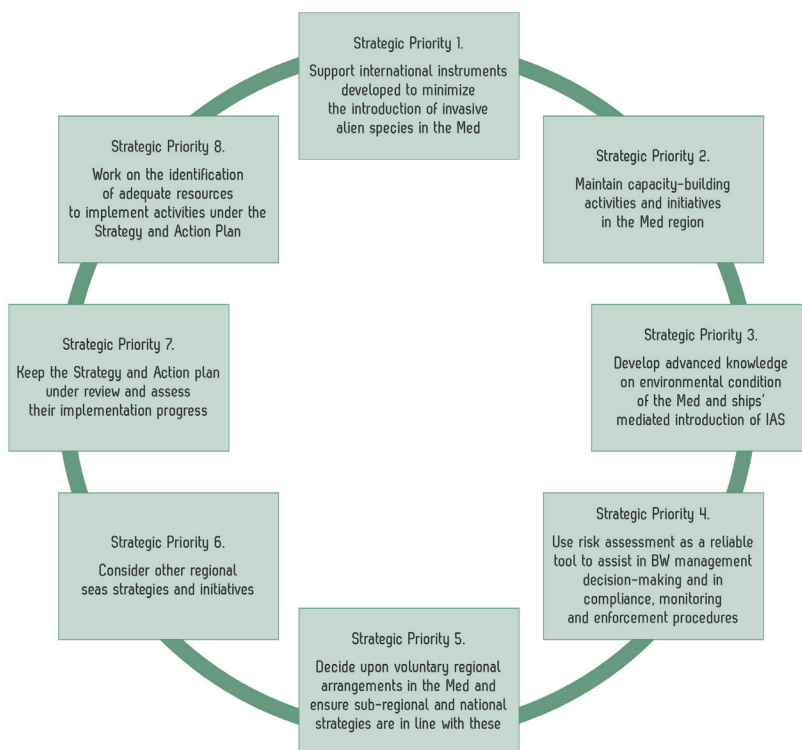 Strategic Priority 1.
Support international instruments
developed to minimize
the introduction of invasive
alien species in the Med
Strategic Priority 2.
Maintain capacity-building
activities and initiatives
in the Med region
Strategic Priority 3.
Develop advanced knowledge
on environmental condition
of the Med and ships'
mediated introduction of IAS
Strategic Priority 4.
Use risk assessment as a reliable
tool to assist in BW management
decision-making and in
compliance, monitoring
and enforcement procedures
Strategic Priority 5.
Decide upon voluntary regional
arrangements in the Med and
ensure sub-regional and national
strategies are in line with these
Strategic Priority 6.
Consider other regional
seas strategies and initiatives
Strategic Priority 7.
Keep the Strategy and Action plan
under review and assess
their implementation progress
Strategic Priority 8.
Work on the identification
of adequate resources
to implement activities under the
Strategy and Action Plan